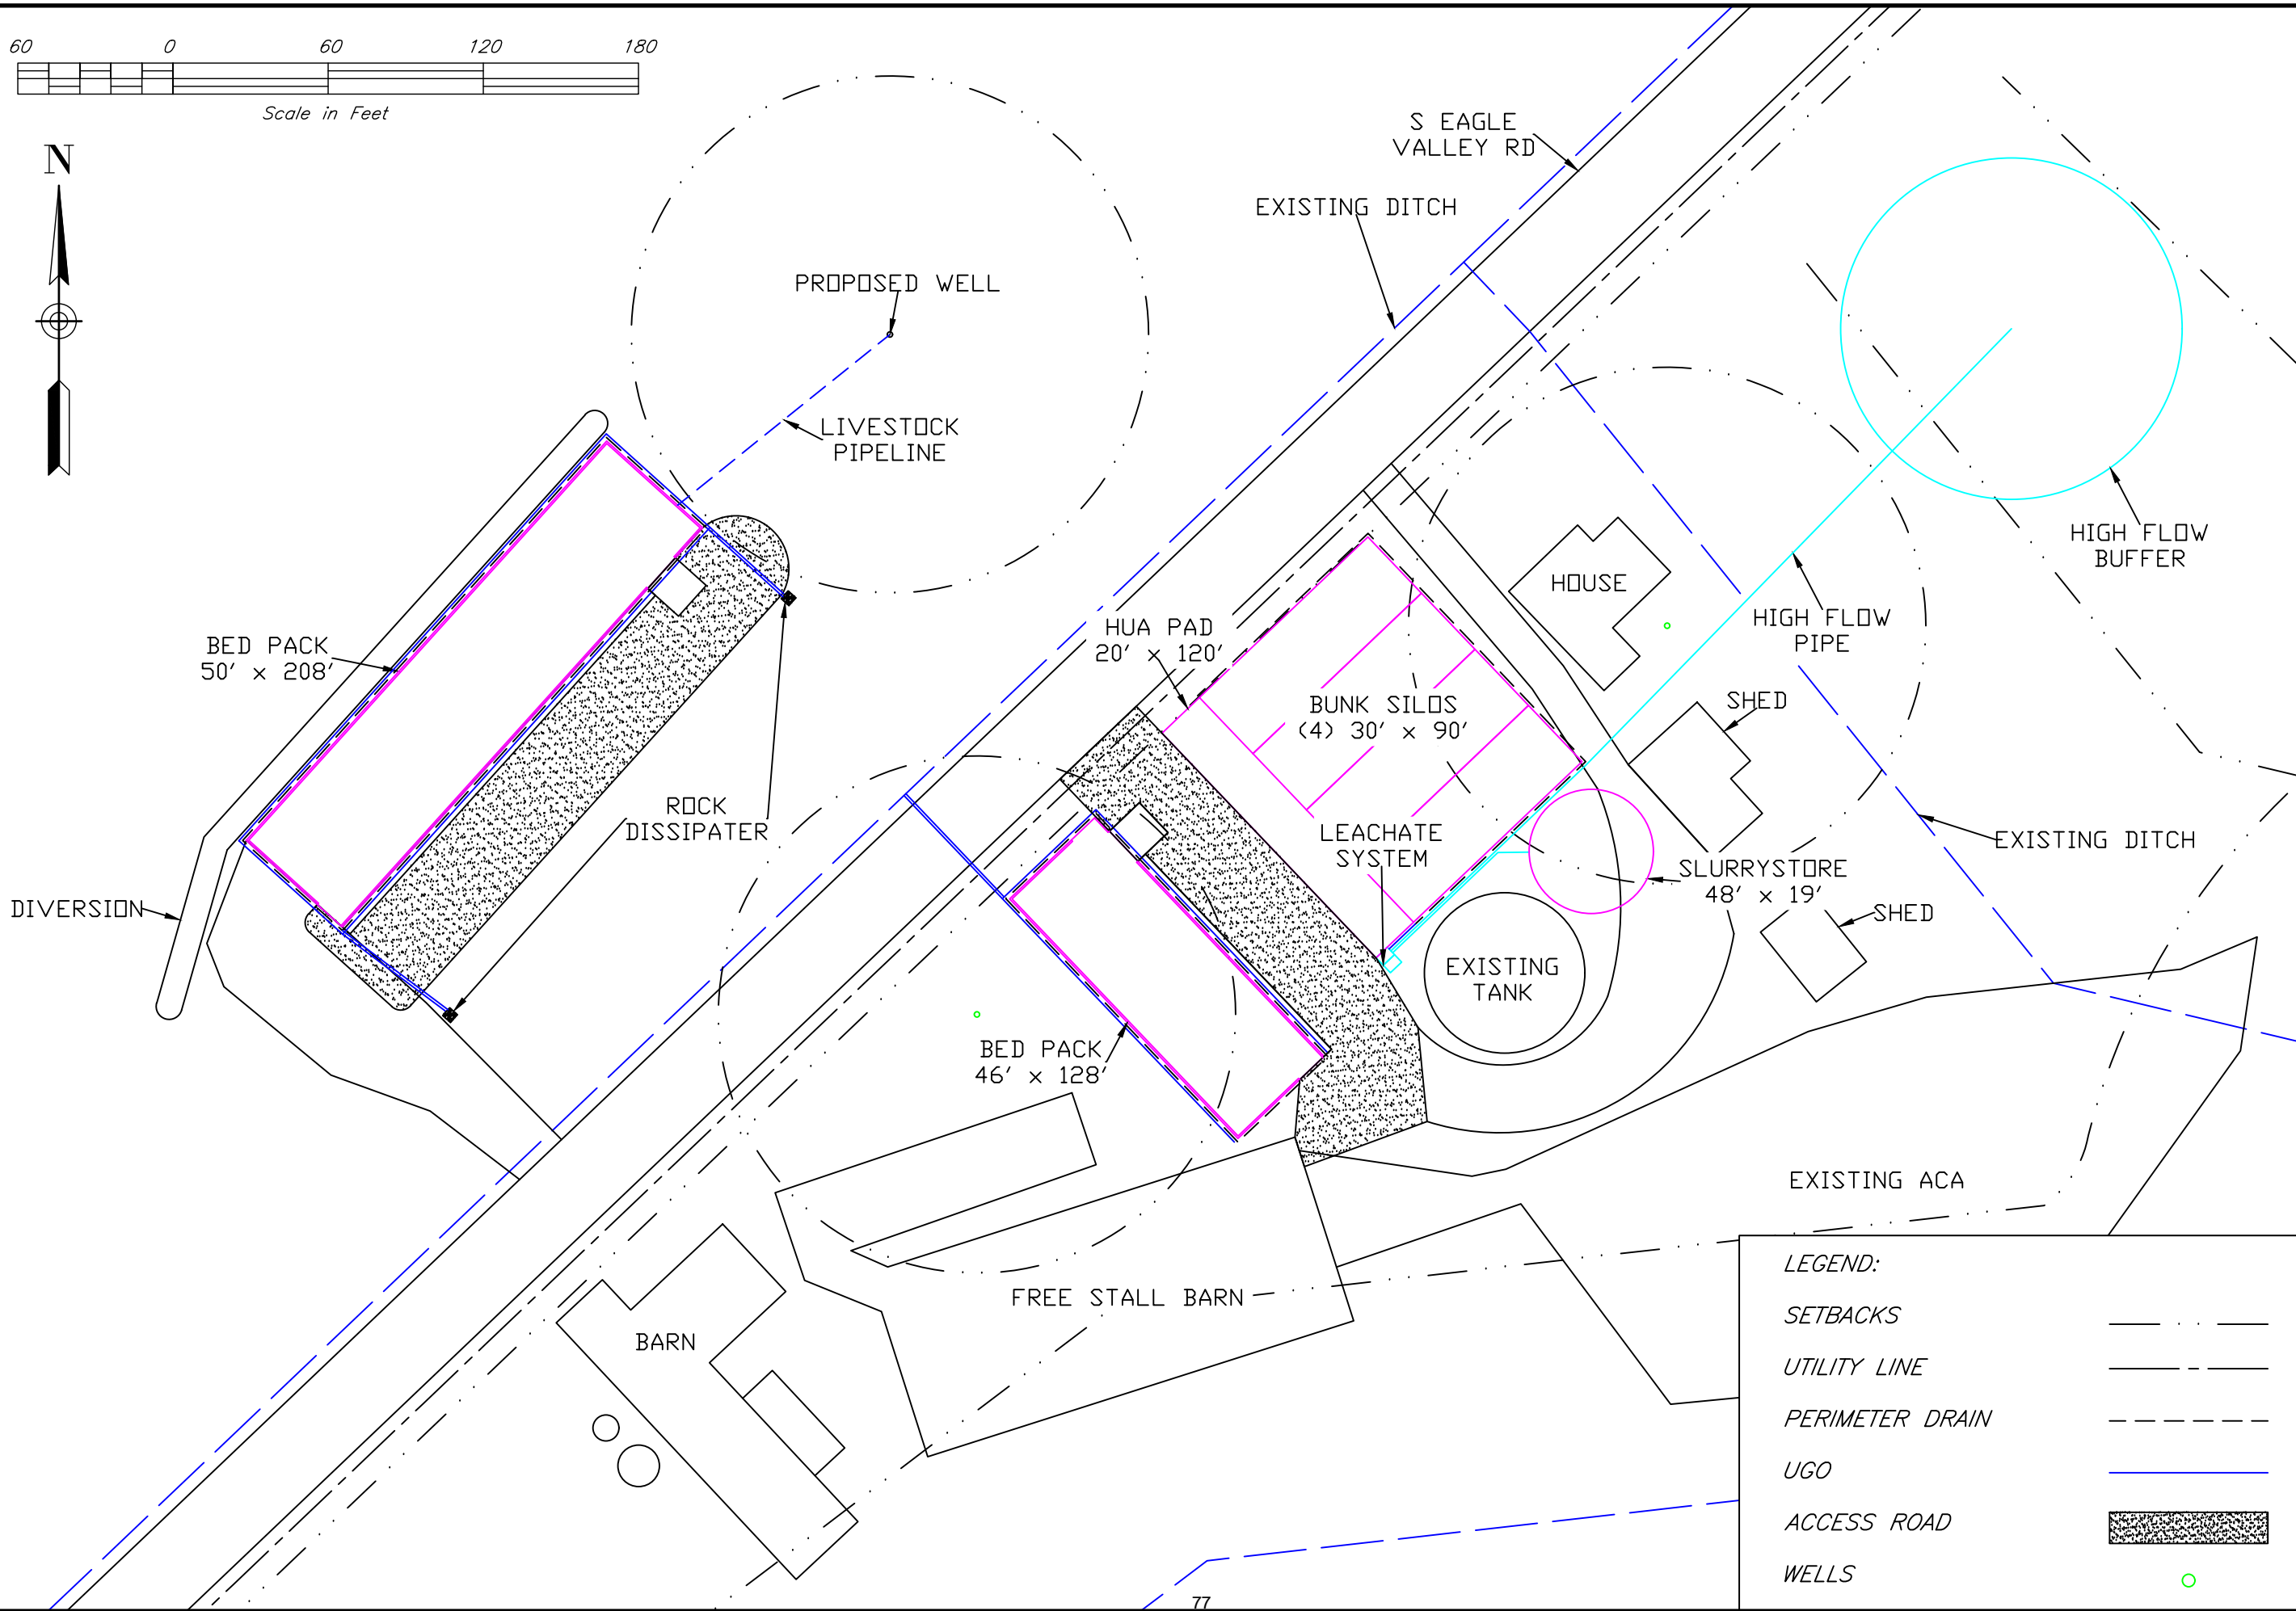 60 0 60 120 180
Scale in Feet
N
S EAGLE
VALLEY RD
EXISTING DITCH
PROPOSED WELL
LIVESTOCK
PIPELINE
HIGH FLOW
BUFFER
HOUSE
HIGH FLOW
PIPE
HUA PAD
20' x 120'
BED PACK
50' x 208'
BUNK SILOS
(4) 30' x 90'
SHED
ROCK
DISSIPATER
LEACHATE
SYSTEM
EXISTING DITCH
SLURRYSTORE
48' x 19'
DIVERSION
SHED
EXISTING
TANK
BED PACK
46' x 128'
EXISTING ACA
FREE STALL BARN
BARN
LEGEND:
SETBACKS
UTILITY LINE
PERIMETER DRAIN
UGO
ACCESS ROAD
WELLS
77